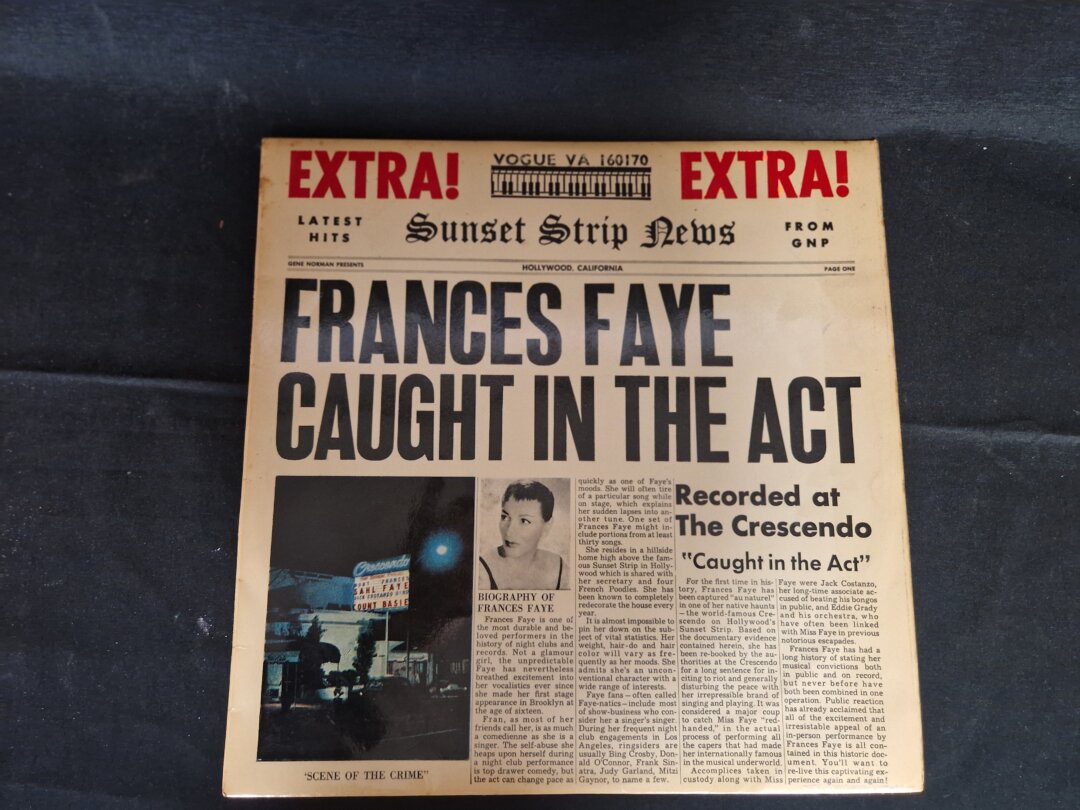 EXTRA!
VOGUE VA 160170
EXTRA!
LATEST
HITS
Sunset Strip News
FROM
GNP
GENE NORMAN PRESENTS
HOLLYWOOD, CALIFORNIA
PAGE ONE
FRANCES FAYE
CAUGHT IN THE ACT
Crescendo
FRANCES
SAHL FAYE
COUNT BASIE
"SCENE OF THE CRIME"
BIOGRAPHY OF
FRANCES FAYE
Frances Faye is one of
the most durable and be-
loved performers in the
history of night clubs and
records. Not a glamour
girl, the unpredictable
Faye has nevertheless
breathed excitement into
her vocalistics ever since
she made her first stage
appearance in Brooklyn at
the age of sixteen.
Fran, as most of her
friends call her, is as much
a comedienne as she is a
singer. The self-abuse she
heaps upon herself during
a night club performance
is top drawer comedy, but
the act can change pace as
quickly as one of Faye's
moods. She will often tire
of a particular song while
on stage, which explains
her sudden lapses into an-
other tune. One set of
Frances Faye might in-
clude portions from at least
thirty songs.
She resides in a hillside
home high above the fam-
ous Sunset Strip in Holly-
wood which is shared with
her secretary and four
French Poodles. She has
been known to completely
redecorate the house every
year.
It is almost impossible to
pin her down on the sub-
ject of vital statistics. Her
weight, hair-do and hair
color will vary as fre-
quently as her moods. She
admits she's an uncon-
ventional character with a
wide range of interests.
Faye fans – often called
Faye-natics – include most
of show-business who con-
sider her a singer's singer.
During her frequent night
club engagements in Los
Angeles, ringsiders are
usually Bing Crosby, Don-
ald O'Connor, Frank Sin-
atra, Judy Garland, Mitzi
Gaynor, to name a few.
Recorded at
The Crescendo
"Caught in the Act"
For the first time in his-
tory, Frances Faye has
been captured "au naturel"
in one of her native haunts
– the world-famous Cre-
scendo on Hollywood's
Sunset Strip. Based on
the documentary evidence
contained herein, she has
been re-booked by the au-
thorities at the Crescendo
for a long sentence for in-
citing to riot and generally
disturbing the peace with
her irrepressible brand of
singing and playing. It was
considered a major coup
to catch Miss Faye "red-
handed," in the actual
process of performing all
the capers that had made
her internationally famous
in the musical underworld.
Accomplices taken in
custody along with Miss
Faye were Jack Costanzo,
her long-time associate ac-
cused of beating his bongos
in public, and Eddie Grady
and his orchestra, who
have often been linked
with Miss Faye in previous
notorious escapades.
Frances Faye has had a
long history of stating her
musical convictions both
in public and on record,
but never before have
both been combined in one
operation. Public reaction
has already acclaimed that
all of the excitement and
irresistable appeal of an
in-person performance by
Frances Faye is all con-
tained in this historic doc-
ument. You'll want to
re-live this captivating ex-
perience again and again!